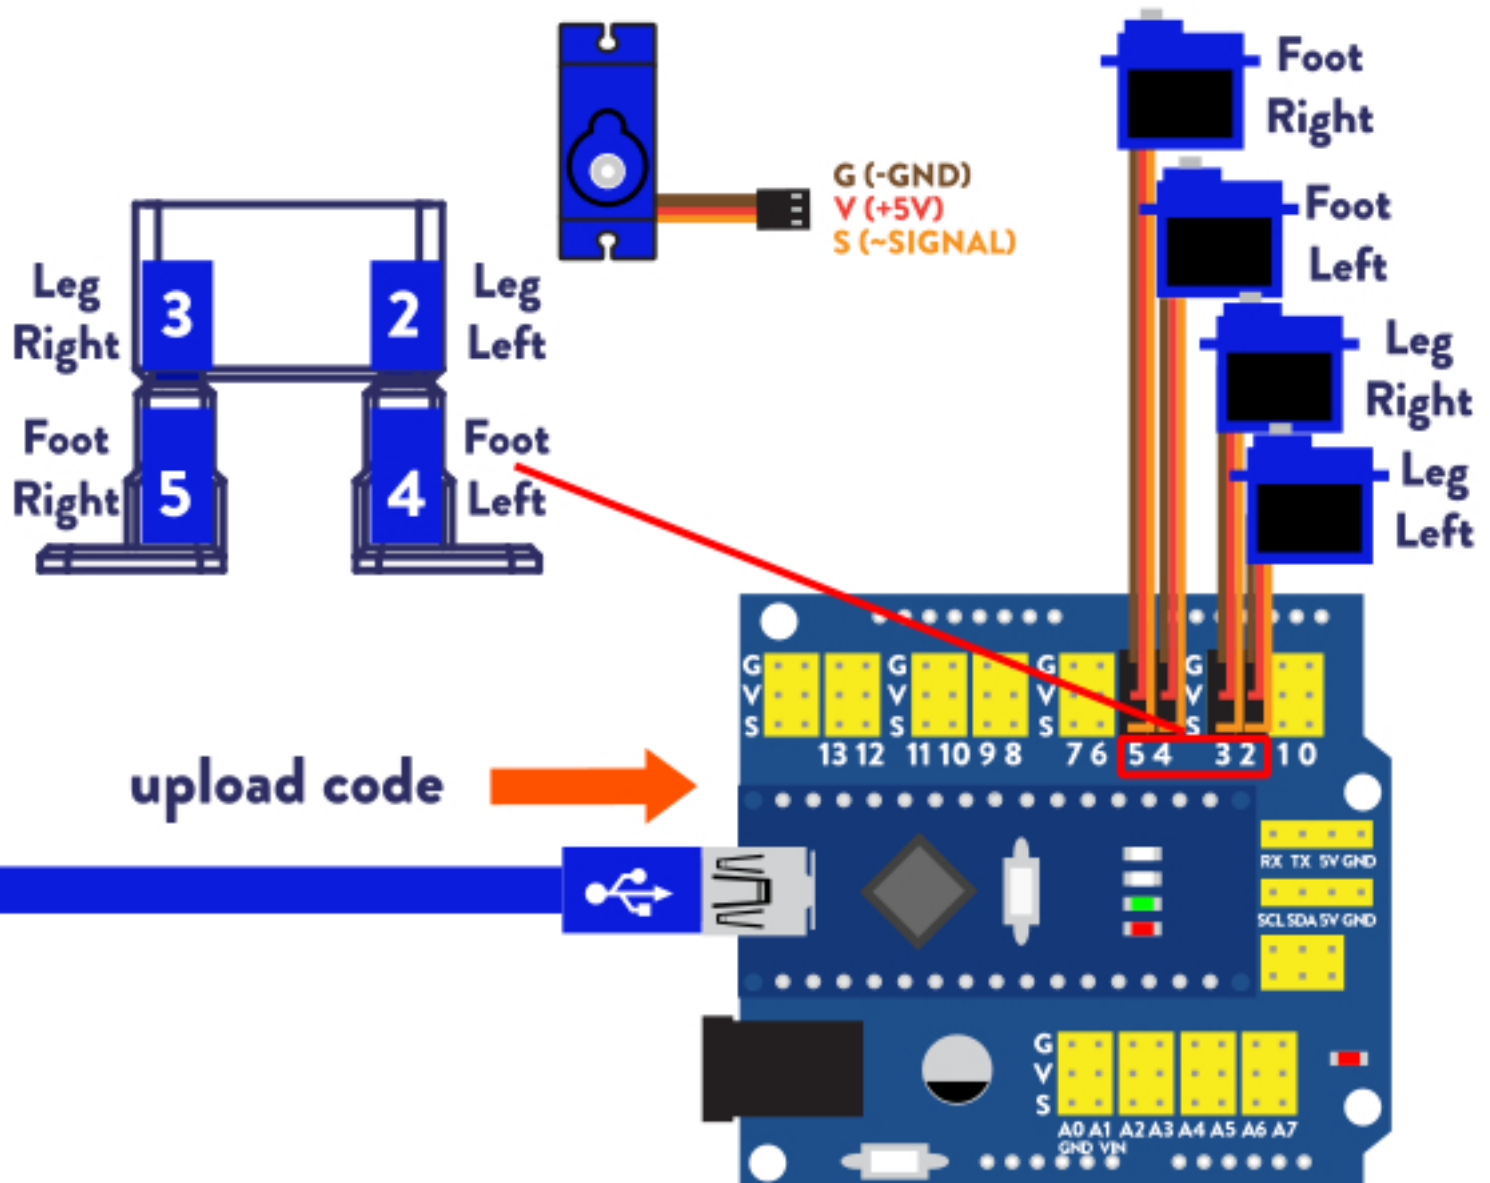 G (-GND)
V (+5V)
S (~SIGNAL)
Foot
Right
Foot
Left
Leg
Right
Leg
Left
Leg
Right
3
2
Leg
Left
Foot
Right
5
4
Foot
Left
upload code
G
V
S
G
V
S
G
V
S
G
V
S
13 12 11 10 9 8 7 6 5 4 3 2 1 0
RX TX 5V GND
SCL SDA 5V GND
G
V
S
A0 A1 A2 A3 A4 A5 A6 A7
GND VIN